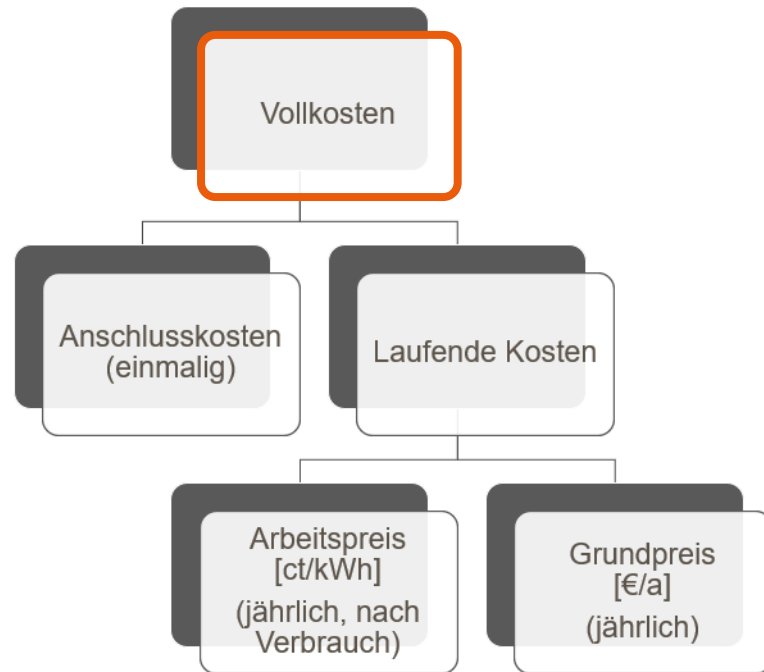 Vollkosten
Anschlusskosten
(einmalig)
Laufende Kosten
Arbeitspreis
[ct/kWh]
(jährlich, nach
Verbrauch)
Grundpreis
[€/a]
(jährlich)